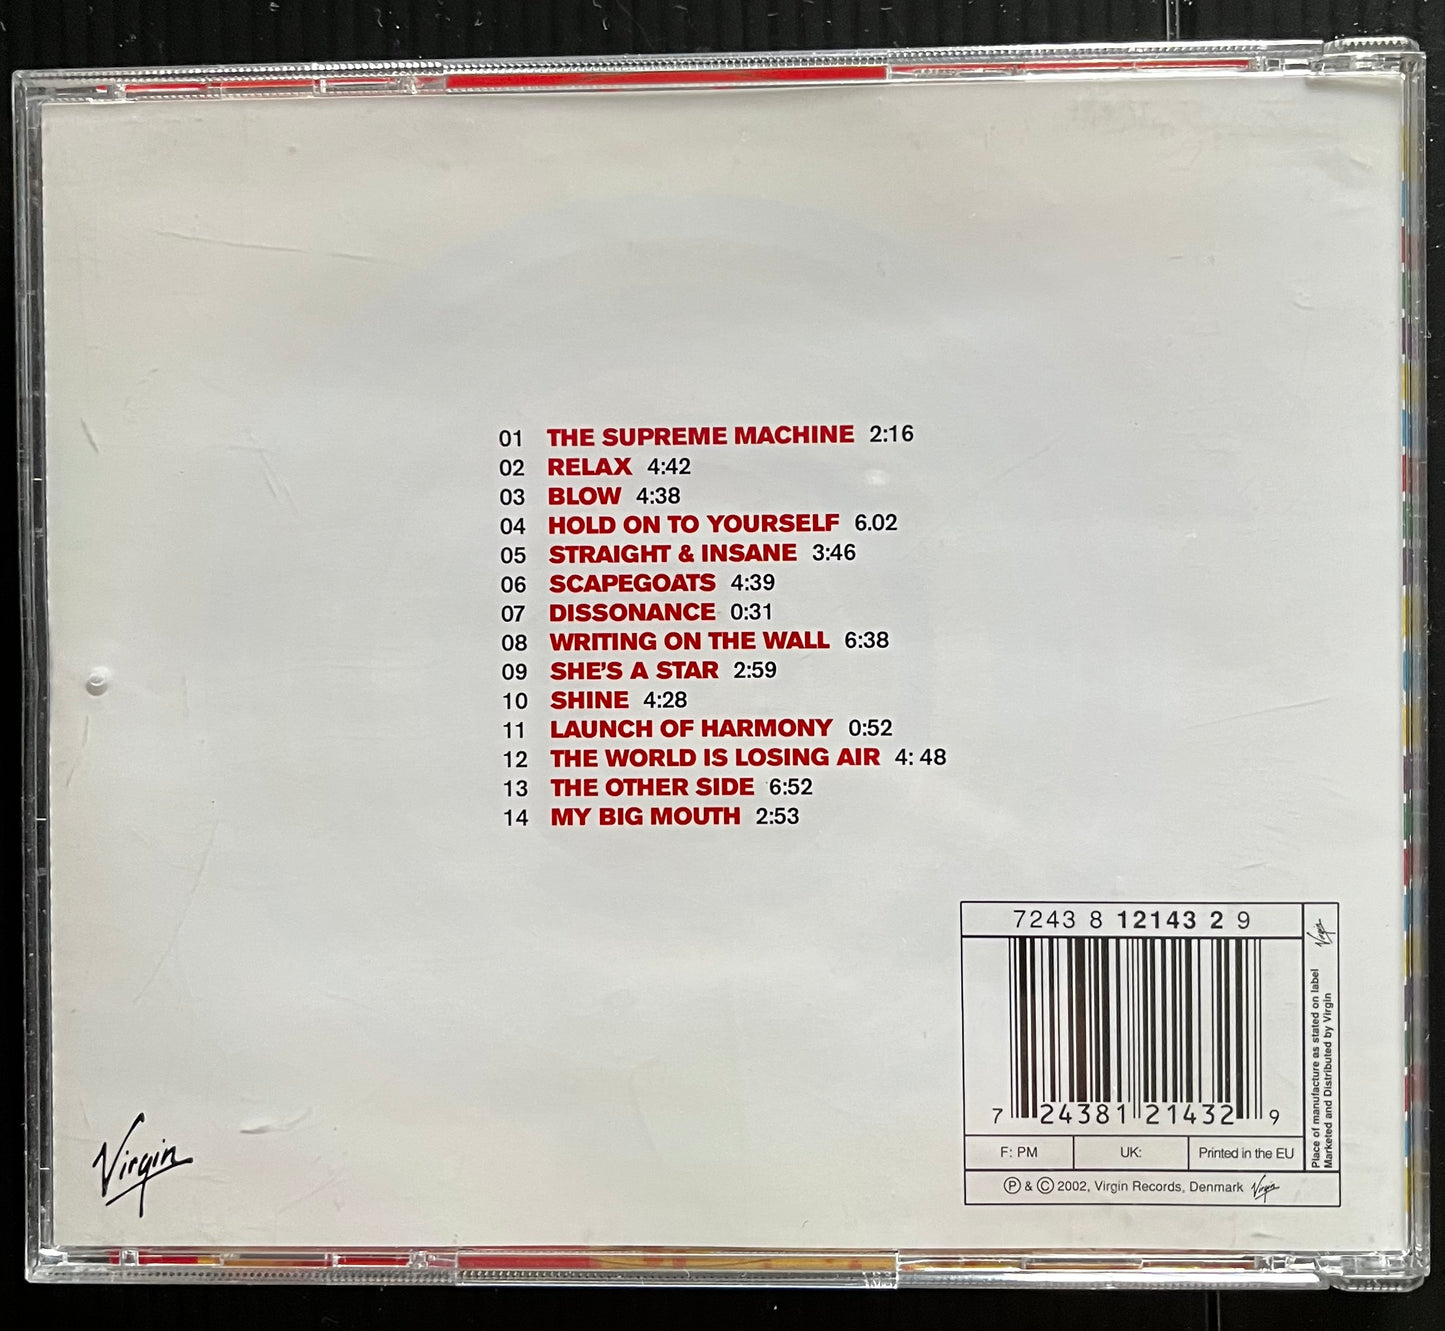 01 THE SUPREME MACHINE 2:16
02 RELAX 4:42
03 BLOW 4:38
04 HOLD ON TO YOURSELF 6.02
05 STRAIGHT & INSANE 3:46
06 SCAPEGOATS 4:39
07 DISSONANCE 0:31
08 WRITING ON THE WALL 6:38
09 SHE'S A STAR 2:59
10 SHINE 4:28
11 LAUNCH OF HARMONY 0:52
12 THE WORLD IS LOSING AIR 4: 48
13 THE OTHER SIDE 6:52
14 MY BIG MOUTH 2:53
Virgin
7243 8 12143 2 9
7 24381 21432 9
F: PM
UK:
Printed in the EU
Ⓟ & © 2002, Virgin Records, Denmark Virgin
Virgin
Place of manufacture as stated on label
Marketed and Distributed by Virgin